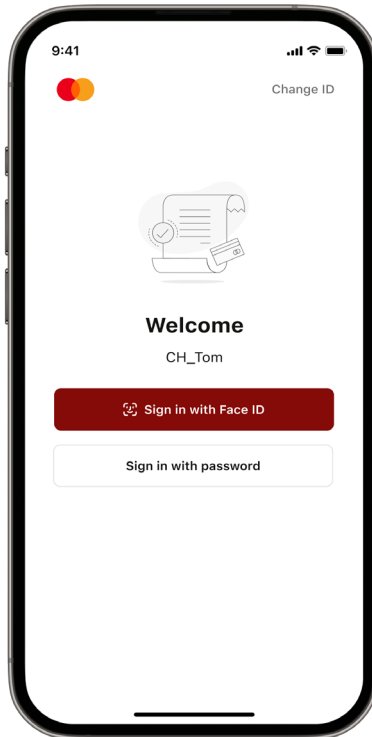 9:41
Change ID
Welcome
CH_Tom
Sign in with Face ID
Sign in with password